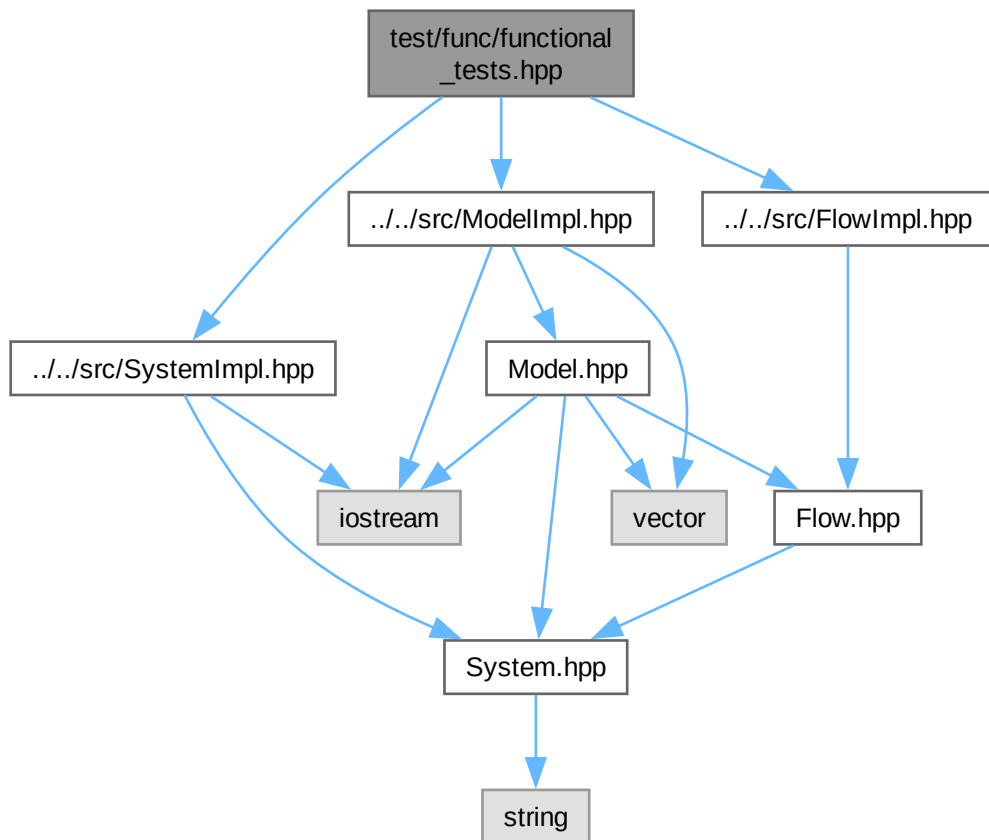 test/func/functional
_tests.hpp
../../src/ModelImpl.hpp
../../src/FlowImpl.hpp
../../src/SystemImpl.hpp
Model.hpp
iostream
vector
Flow.hpp
System.hpp
string